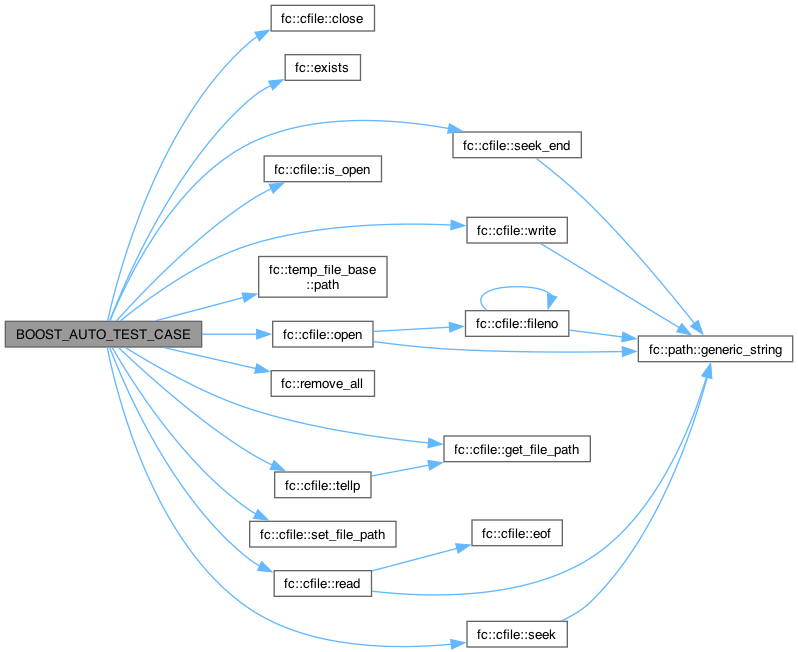 fc::cfile::close
fc::exists
fc::cfile::seek_end
fc::cfile::is_open
fc::cfile::write
fc::temp_file_base
::path
fc::cfile::fileno
BOOST_AUTO_TEST_CASE
fc::cfile::open
fc::path::generic_string
fc::remove_all
fc::cfile::get_file_path
fc::cfile::tellp
fc::cfile::set_file_path
fc::cfile::eof
fc::cfile::read
fc::cfile::seek